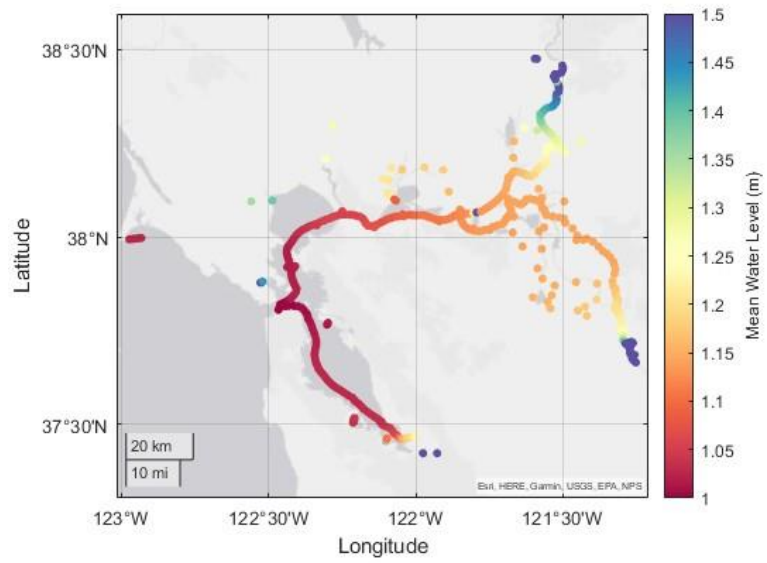 38°30'N
38°N
37°30'N
Latitude
123°W
122°30'W
122°W
121°30'W
Longitude
20 km
10 mi
Esri, HERE, Garmin, USGS, EPA, NPS
1.5
1.45
1.4
1.35
1.3
1.25
1.2
1.15
1.1
1.05
1
Mean Water Level (m)